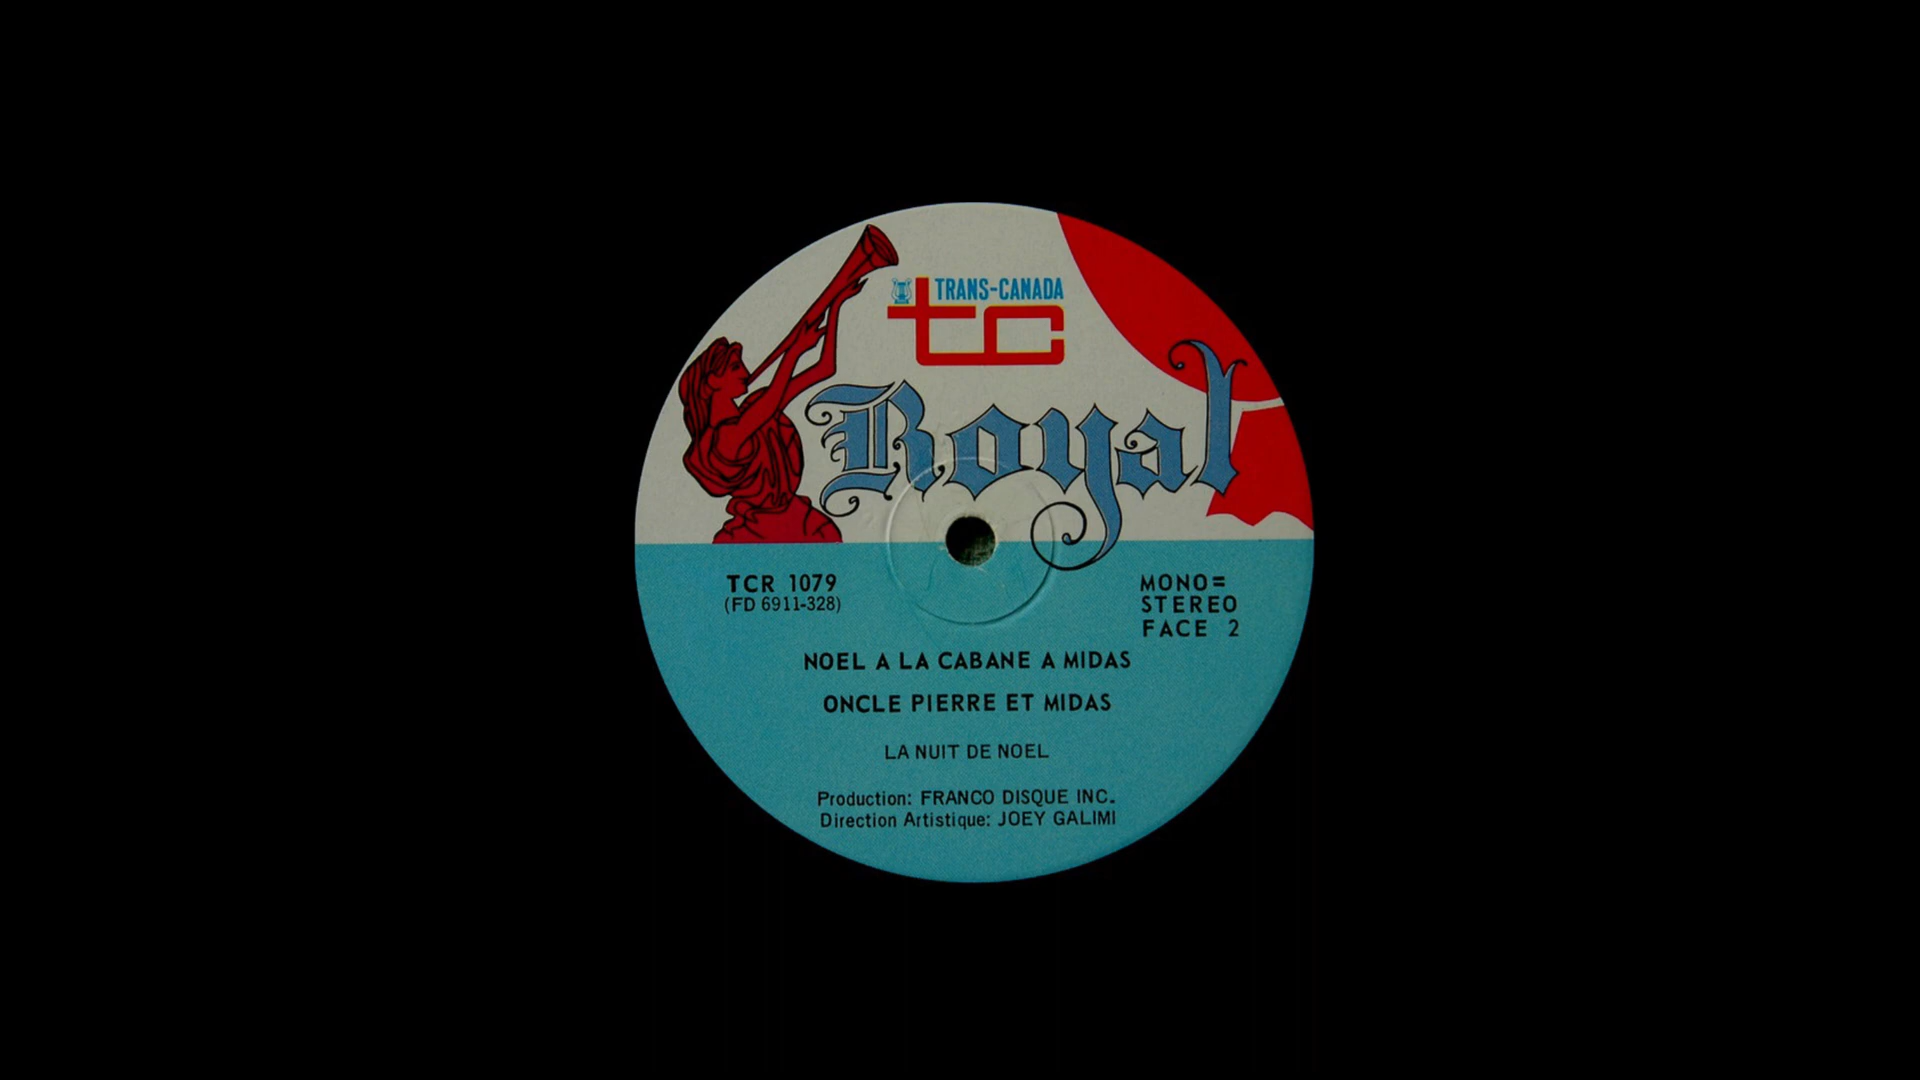 TRANS-CANADA
tc
Royal
TCR 1079
(FD 6911-328)
MONO=
STEREO
FACE 2
NOEL A LA CABANE A MIDAS
ONCLE PIERRE ET MIDAS
LA NUIT DE NOEL
Production: FRANCO DISQUE INC.
Direction Artistique: JOEY GALIMI